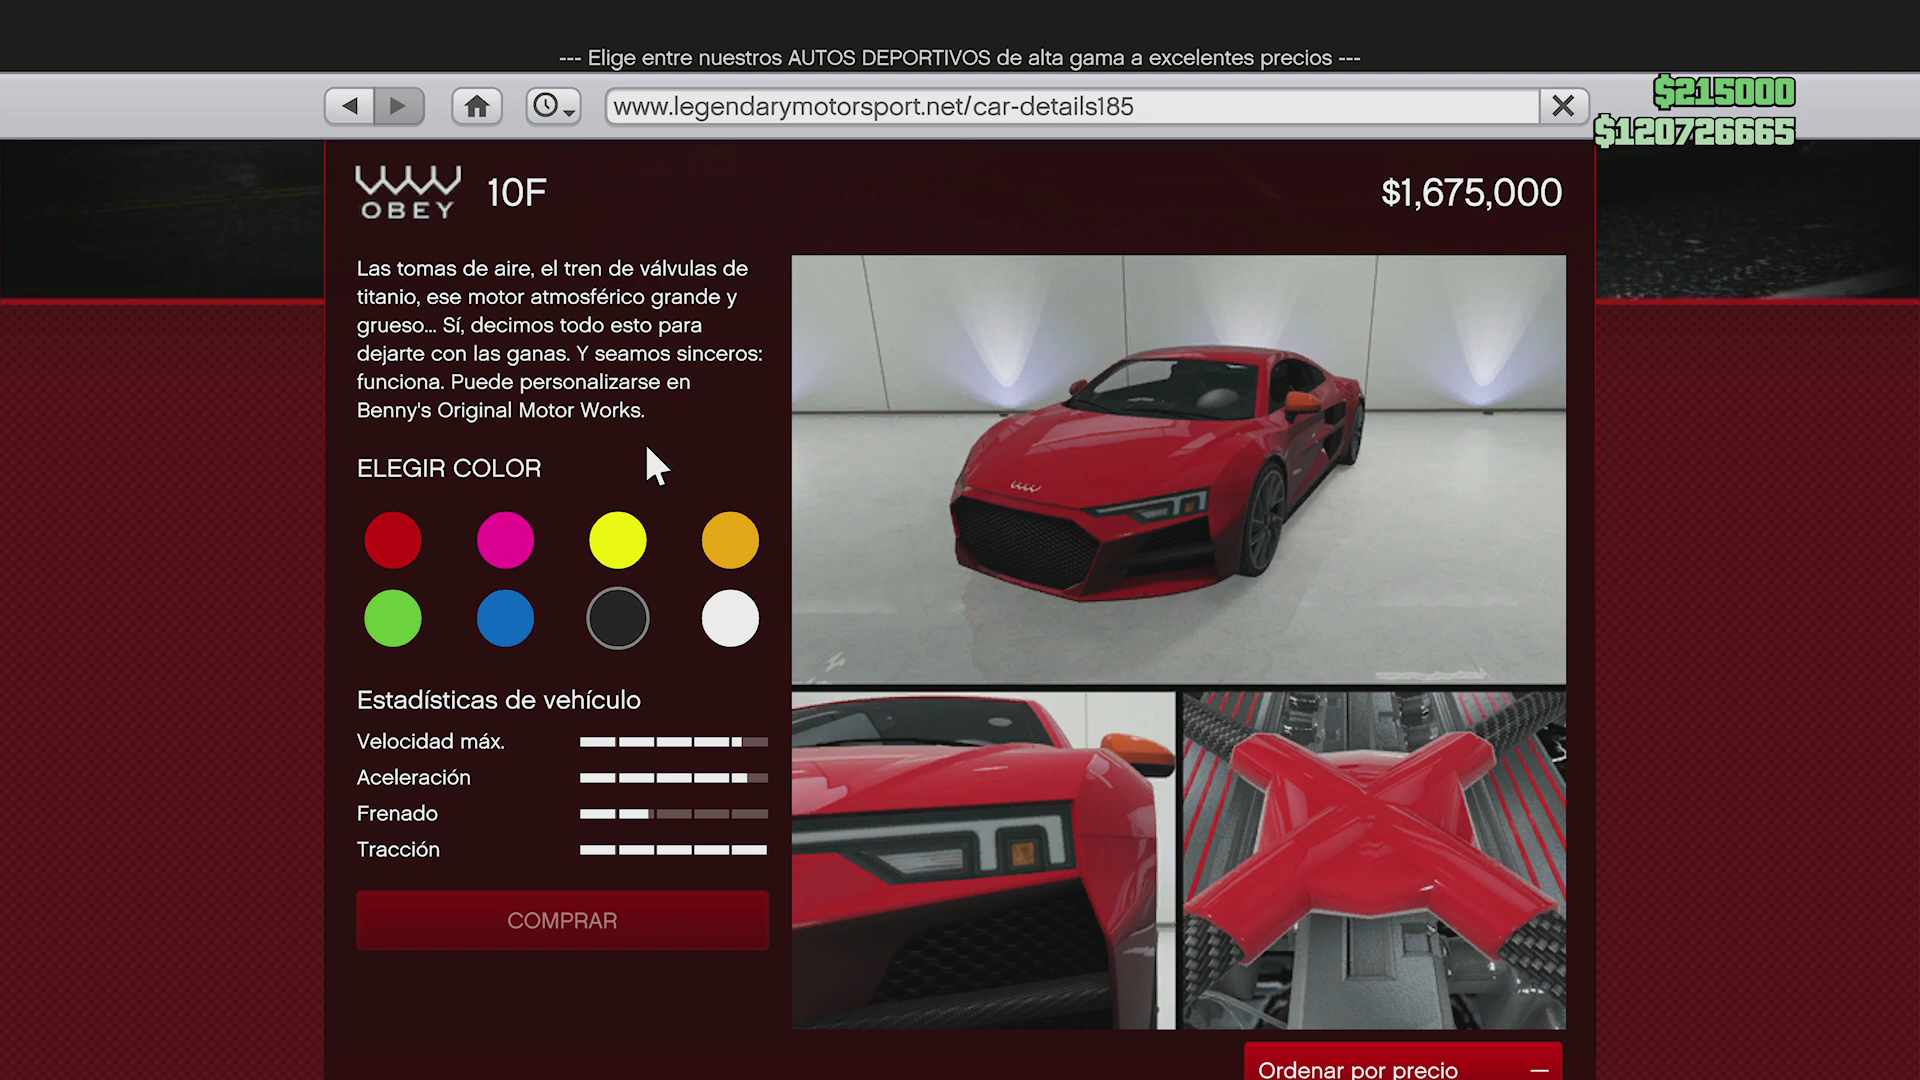 --- Elige entre nuestros AUTOS DEPORTIVOS de alta gama a excelentes precios ---
www.legendarymotorsport.net/car-details185
$215000
$120726665
OBEY
10F
$1,675,000
Las tomas de aire, el tren de válvulas de
titanio, ese motor atmosférico grande y
grueso... Sí, decimos todo esto para
dejarte con las ganas. Y seamos sinceros:
funciona. Puede personalizarse en
Benny's Original Motor Works.
ELEGIR COLOR
Estadísticas de vehículo
Velocidad máx.
Aceleración
Frenado
Tracción
COMPRAR
Ordenar por precio